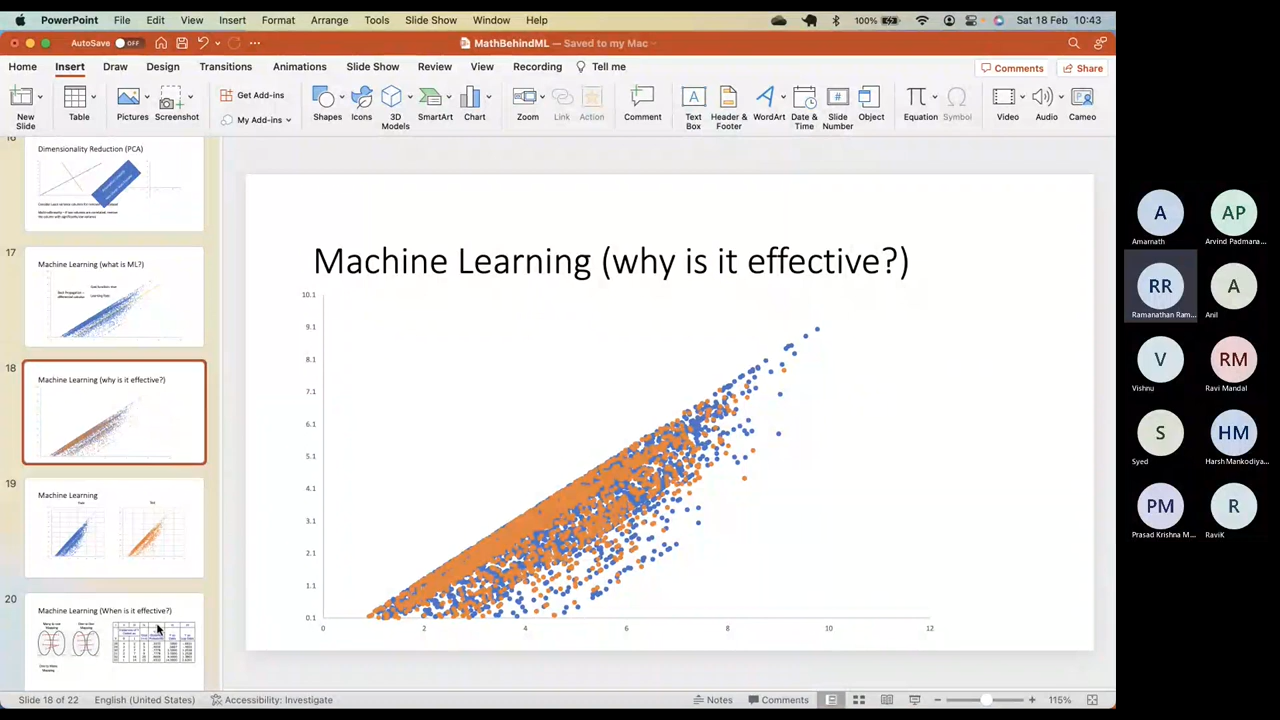 PowerPoint File Edit View Insert Format Arrange Tools Slide Show Window Help 100% Sat 18 Feb 10:43
AutoSave OFF MathBehindML — Saved to my Mac
Home Insert Draw Design Transitions Animations Slide Show Review View Recording Tell me Comments Share
New Slide
Table
Pictures
Screenshot
Get Add-ins
My Add-ins
Shapes
Icons
3D Models
SmartArt
Chart
Zoom
Link
Action
Comment
Text Box
Header & Footer
WordArt
Date & Time
Slide Number
Object
Equation
Symbol
Video
Audio
Cameo
16
Dimensionality Reduction (PCA)
17
Machine Learning (what is ML?)
18
Machine Learning (why is it effective?)
19
Machine Learning
20
Machine Learning (When is it effective?)
Machine Learning (why is it effective?)
10.1
9.1
8.1
7.1
6.1
5.1
4.1
3.1
2.1
1.1
0.1
0 2 4 6 8 10 12
Slide 18 of 22 English (United States) Accessibility: Investigate Notes Comments 115%
A
Amarnath
AP
Arvind Padmana...
RR
Ramanathan Ram...
A
Anil
V
Vishnu
RM
Ravi Mandal
S
Syed
HM
Harsh Mankodiya...
PM
Prasad Krishna M...
R
RaviK